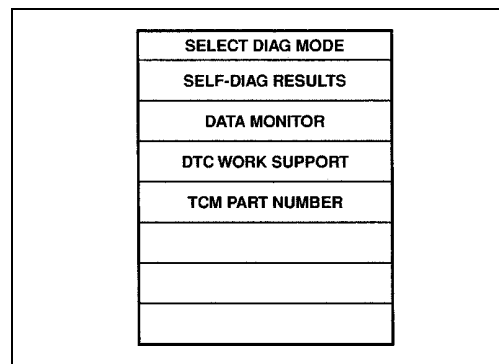 SELECT DIAG MODE
SELF-DIAG RESULTS
DATA MONITOR
DTC WORK SUPPORT
TCM PART NUMBER